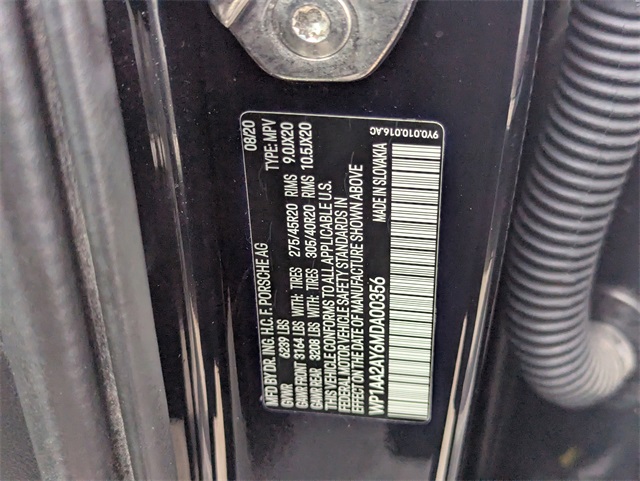 MFD BY DR. ING. H.C. F. PORSCHE AG 08/20
GVWR 6239 LBS TYPE: MPV
GAWR FRONT 3164 LBS WITH: TIRES 275/45R20 RIMS 9.0JX20
GAWR REAR 3208 LBS WITH: TIRES 305/40R20 RIMS 10.5JX20
THIS VEHICLE CONFORMS TO ALL APPLICABLE U.S.
FEDERAL MOTOR VEHICLE SAFETY STANDARDS IN
EFFECT ON THE DATE OF MANUFACTURE SHOWN ABOVE
WP1AA2AY6MDA00356 MADE IN SLOVAKIA
9Y0.010.016.AC